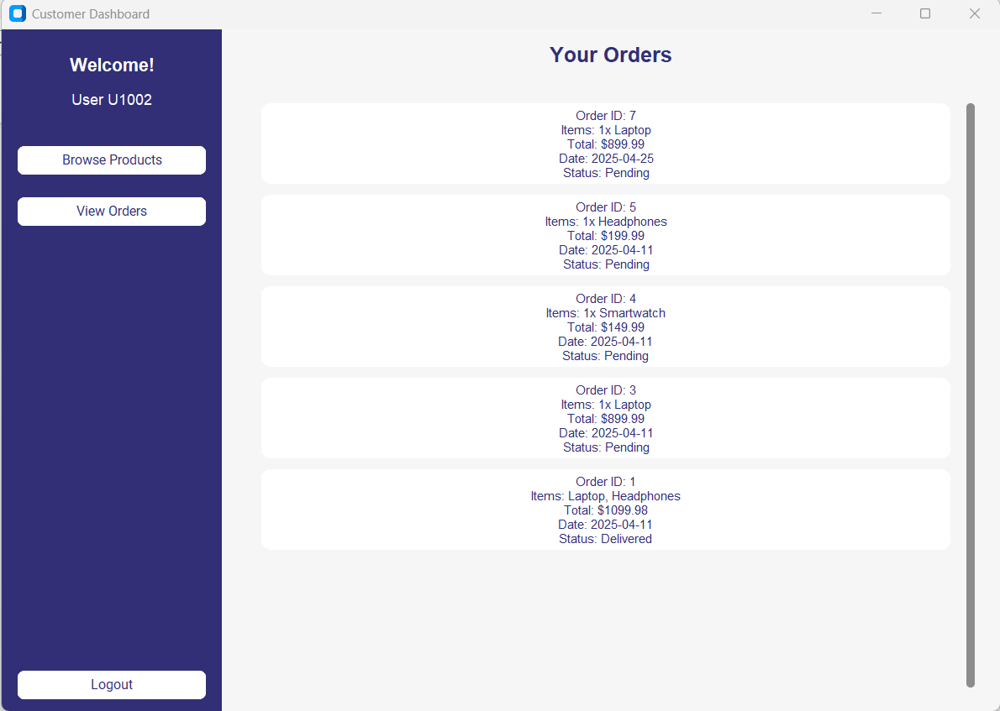 Customer Dashboard
Welcome!
User U1002
Browse Products
View Orders
Logout
Your Orders
Order ID: 7
Items: 1x Laptop
Total: $899.99
Date: 2025-04-25
Status: Pending
Order ID: 5
Items: 1x Headphones
Total: $199.99
Date: 2025-04-11
Status: Pending
Order ID: 4
Items: 1x Smartwatch
Total: $149.99
Date: 2025-04-11
Status: Pending
Order ID: 3
Items: 1x Laptop
Total: $899.99
Date: 2025-04-11
Status: Pending
Order ID: 1
Items: Laptop, Headphones
Total: $1099.98
Date: 2025-04-11
Status: Delivered